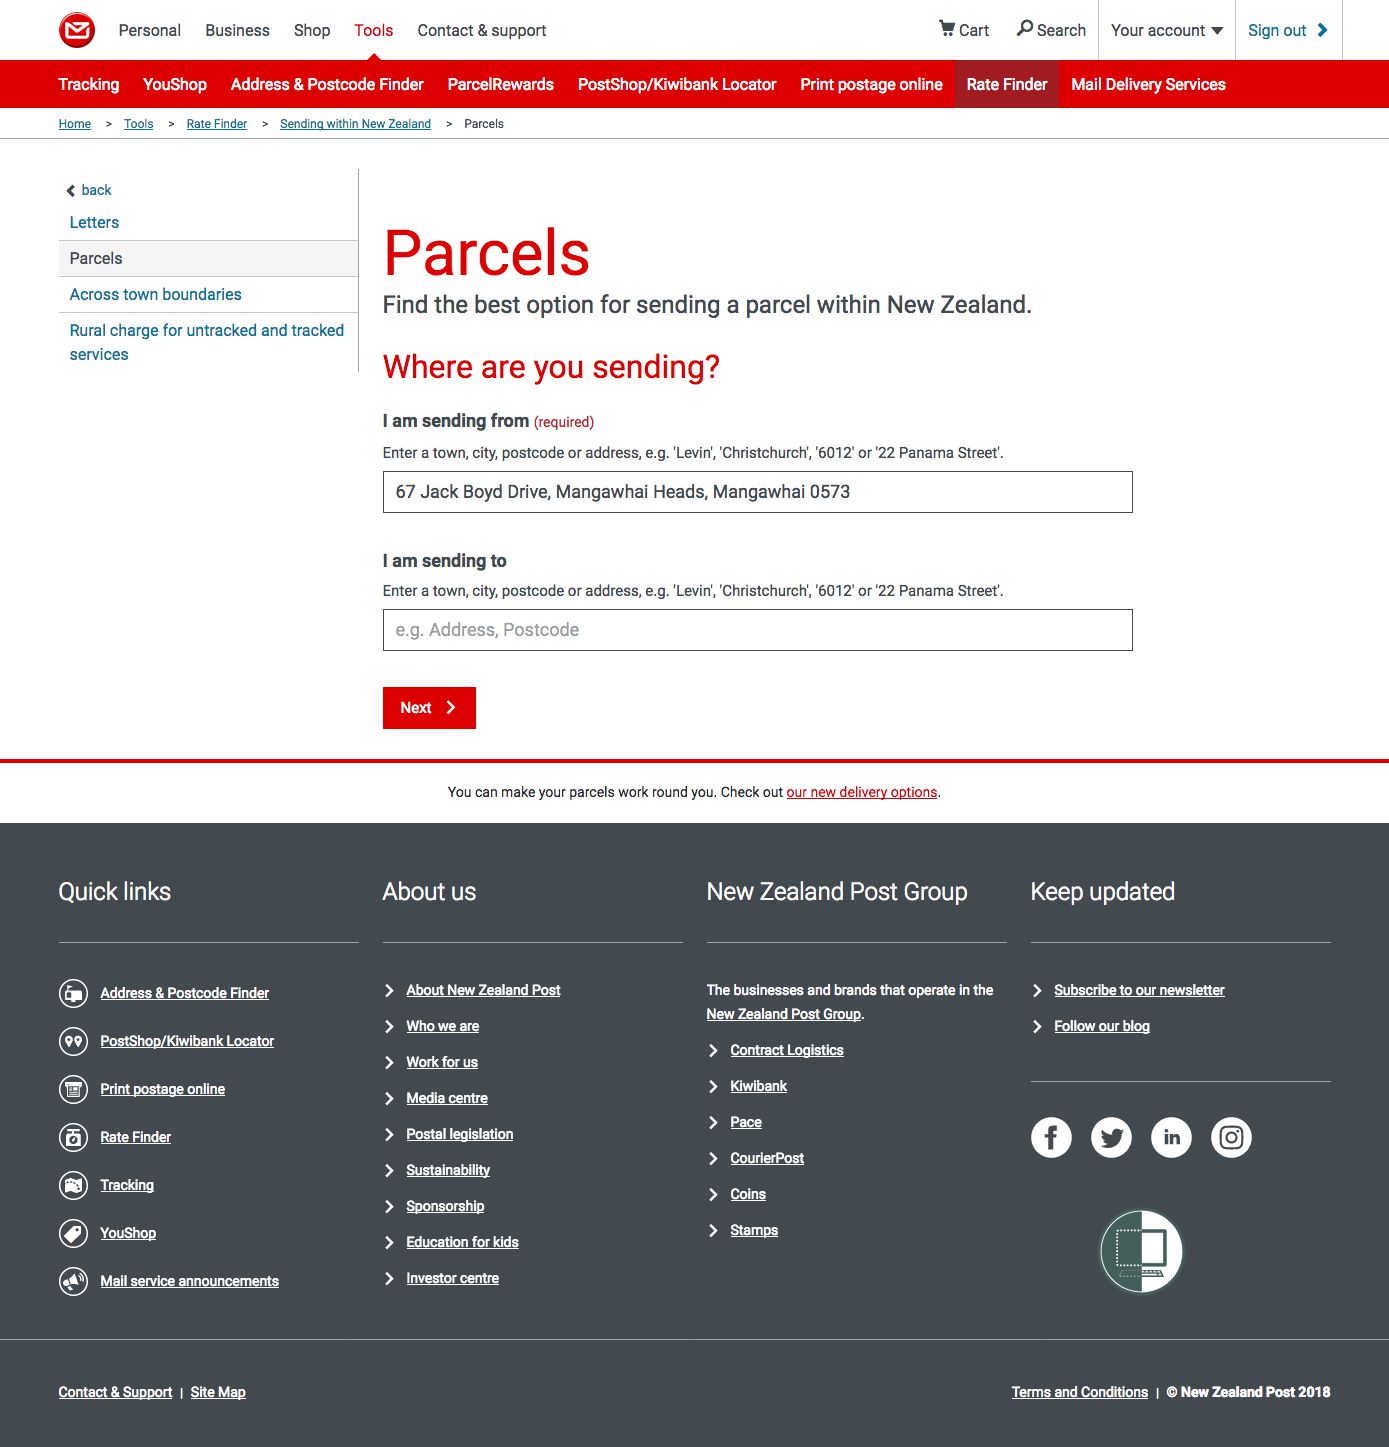 Personal Business Shop Tools Contact & support Cart Search Your account Sign out
Tracking YouShop Address & Postcode Finder ParcelRewards PostShop/Kiwibank Locator Print postage online Rate Finder Mail Delivery Services
Home > Tools > Rate Finder > Sending within New Zealand > Parcels
back
Letters
Parcels
Across town boundaries
Rural charge for untracked and tracked
services
Parcels
Find the best option for sending a parcel within New Zealand.
Where are you sending?
I am sending from (required)
Enter a town, city, postcode or address, e.g. 'Levin', 'Christchurch', '6012' or '22 Panama Street'.
67 Jack Boyd Drive, Mangawhai Heads, Mangawhai 0573
I am sending to
Enter a town, city, postcode or address, e.g. 'Levin', 'Christchurch', '6012' or '22 Panama Street'.
e.g. Address, Postcode
Next
You can make your parcels work round you. Check out our new delivery options.
Quick links
Address & Postcode Finder
PostShop/Kiwibank Locator
Print postage online
Rate Finder
Tracking
YouShop
Mail service announcements
About us
About New Zealand Post
Who we are
Work for us
Media centre
Postal legislation
Sustainability
Sponsorship
Education for kids
Investor centre
New Zealand Post Group
The businesses and brands that operate in the
New Zealand Post Group.
Contract Logistics
Kiwibank
Pace
CourierPost
Coins
Stamps
Keep updated
Subscribe to our newsletter
Follow our blog
Contact & Support | Site Map
Terms and Conditions | © New Zealand Post 2018